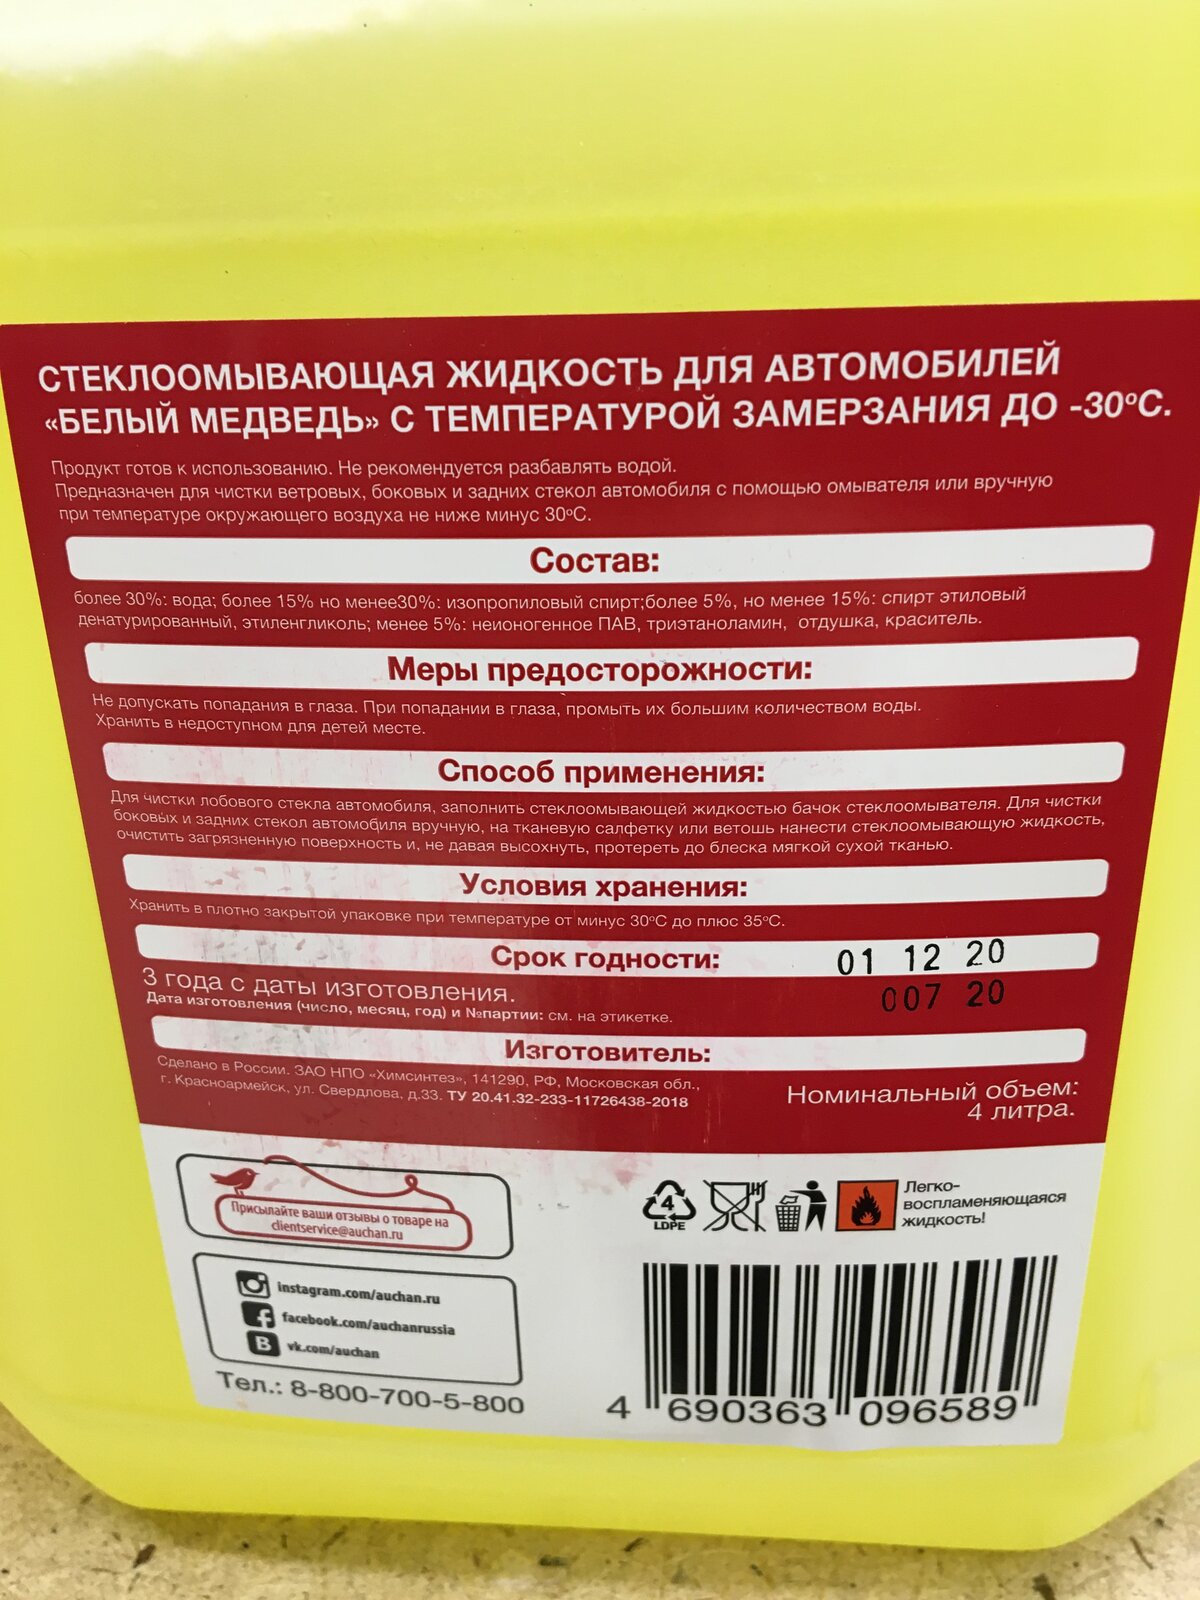 СТЕКЛООМЫВАЮЩАЯ ЖИДКОСТЬ ДЛЯ АВТОМОБИЛЕЙ
«БЕЛЫЙ МЕДВЕДЬ» С ТЕМПЕРАТУРОЙ ЗАМЕРЗАНИЯ ДО -30ºС.
Продукт готов к использованию. Не рекомендуется разбавлять водой.
Предназначен для чистки ветровых, боковых и задних стекол автомобиля с помощью омывателя или вручную
при температуре окружающего воздуха не ниже минус 30ºС.
Состав:
более 30%: вода; более 15% но менее30%: изопропиловый спирт;более 5%, но менее 15%: спирт этиловый
денатурированный, этиленгликоль; менее 5%: неионогенное ПАВ, триэтаноламин, отдушка, краситель.
Меры предосторожности:
Не допускать попадания в глаза. При попадании в глаза, промыть их большим количеством воды.
Хранить в недоступном для детей месте.
Способ применения:
Для чистки лобового стекла автомобиля, заполнить стеклоомывающей жидкостью бачок стеклоомывателя. Для чистки
боковых и задних стекол автомобиля вручную, на тканевую салфетку или ветошь нанести стеклоомывающую жидкость,
очистить загрязненную поверхность и, не давая высохнуть, протереть до блеска мягкой сухой тканью.
Условия хранения:
Хранить в плотно закрытой упаковке при температуре от минус 30ºС до плюс 35ºС.
Срок годности:
01 12 20
007 20
3 года с даты изготовления.
Дата изготовления (число, месяц, год) и №партии: см. на этикетке.
Изготовитель:
Сделано в России. ЗАО НПО «Химсинтез», 141290, РФ, Московская обл.,
г. Красноармейск, ул. Свердлова, д.33. ТУ 20.41.32-233-11726438-2018
Номинальный объем:
4 литра.
Присылайте ваши отзывы о товаре на
clientservice@auchan.ru
instagram.com/auchan.ru
facebook.com/auchanrussia
vk.com/auchan
Тел.: 8-800-700-5-800
4
LDPE
Легко-
воспламеняющаяся
жидкость!
4 690363 096589